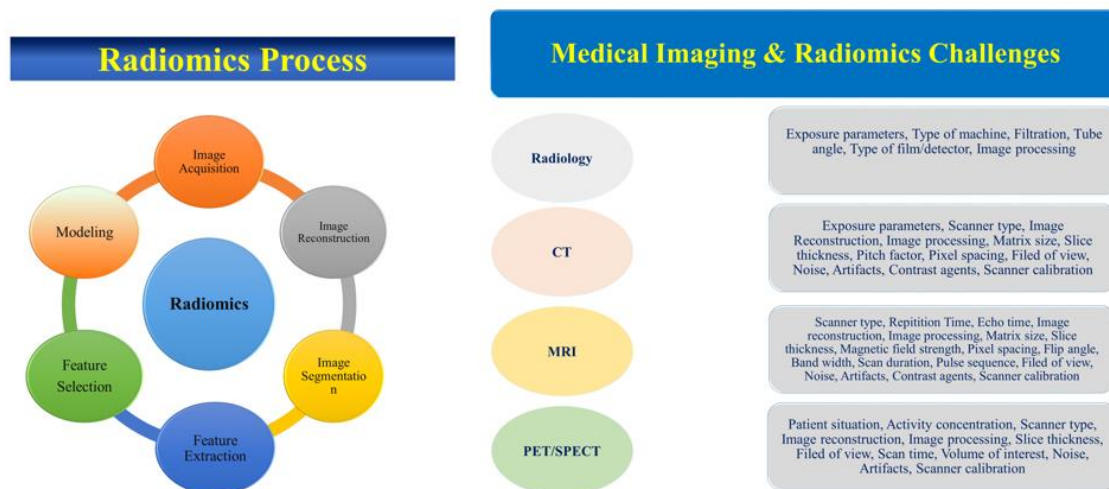 Radiomics Process
Image
Acquisition
Image
Reconstruction
Image
Segmentatio
n
Feature
Extraction
Feature
Selection
Modeling
Radiomics
Medical Imaging & Radiomics Challenges
Radiology
Exposure parameters, Type of machine, Filtration, Tube
angle, Type of film/detector, Image processing
CT
Exposure parameters, Scanner type, Image
Reconstruction, Image processing, Matrix size, Slice
thickness, Pitch factor, Pixel spacing, Filed of view,
Noise, Artifacts, Contrast agents, Scanner calibration
MRI
Scanner type, Repitition Time, Echo time, Image
reconstruction, Image processing, Matrix size, Slice
thickness, Magnetic field strength, Pixel spacing, Flip angle,
Band width, Scan duration, Pulse sequence, Filed of view,
Noise, Artifacts, Contrast agents, Scanner calibration
PET/SPECT
Patient situation, Activity concentration, Scanner type,
Image reconstruction, Image processing, Slice thickness,
Filed of view, Scan time, Volume of interest, Noise,
Artifacts, Scanner calibration